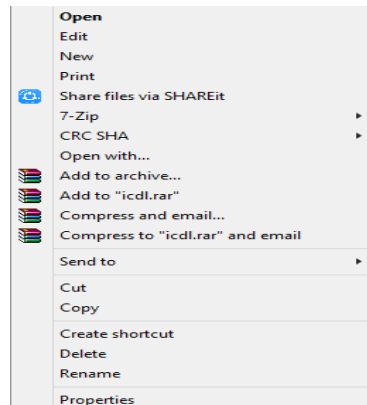 Open
Edit
New
Print
Share files via SHAREit
7-Zip
CRC SHA
Open with...
Add to archive...
Add to "icdl.rar"
Compress and email...
Compress to "icdl.rar" and email
Send to
Cut
Copy
Create shortcut
Delete
Rename
Properties